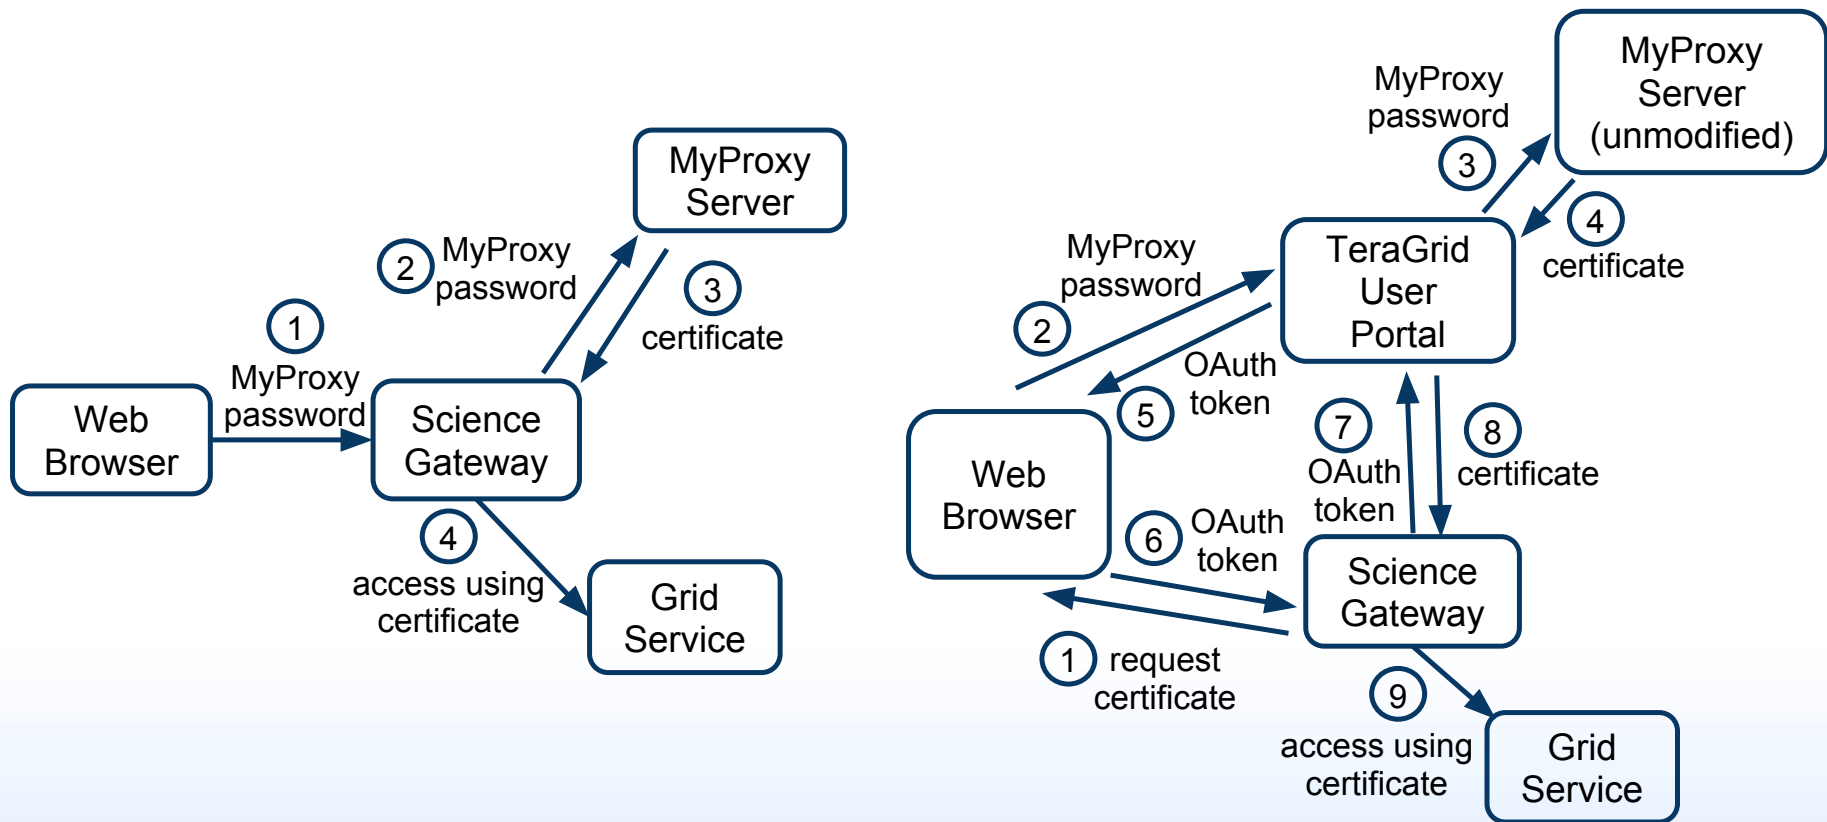 MyProxy
Server
2
MyProxy
password
3
certificate
1
MyProxy
password
Web
Browser
Science
Gateway
4
access using
certificate
Grid
Service
MyProxy
Server
(unmodified)
MyProxy
password
3
4
certificate
TeraGrid
User
Portal
MyProxy
password
2
OAuth
token
5
7
OAuth
token
8
certificate
Web
Browser
6
OAuth
token
Science
Gateway
1
request
certificate
9
access using
certificate
Grid
Service